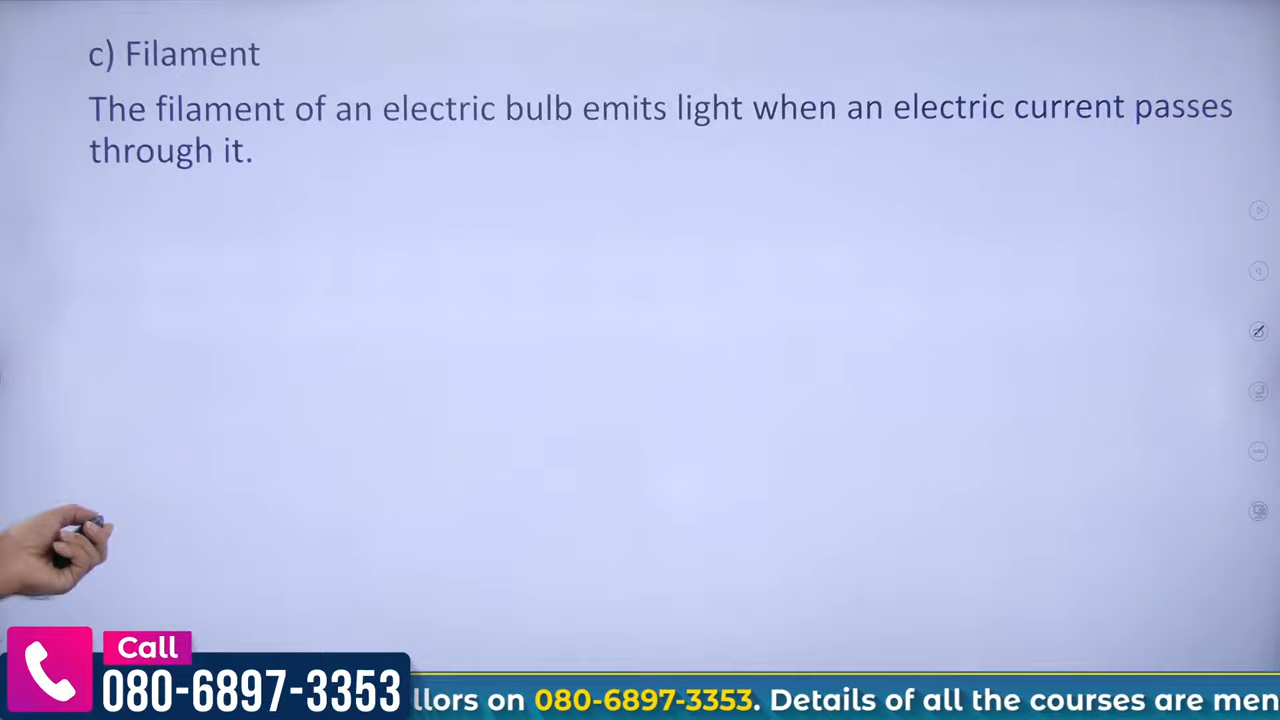 c) Filament
The filament of an electric bulb emits light when an electric current passes
through it.
Call
080-6897-3353
llors on 080-6897-3353. Details of all the courses are men